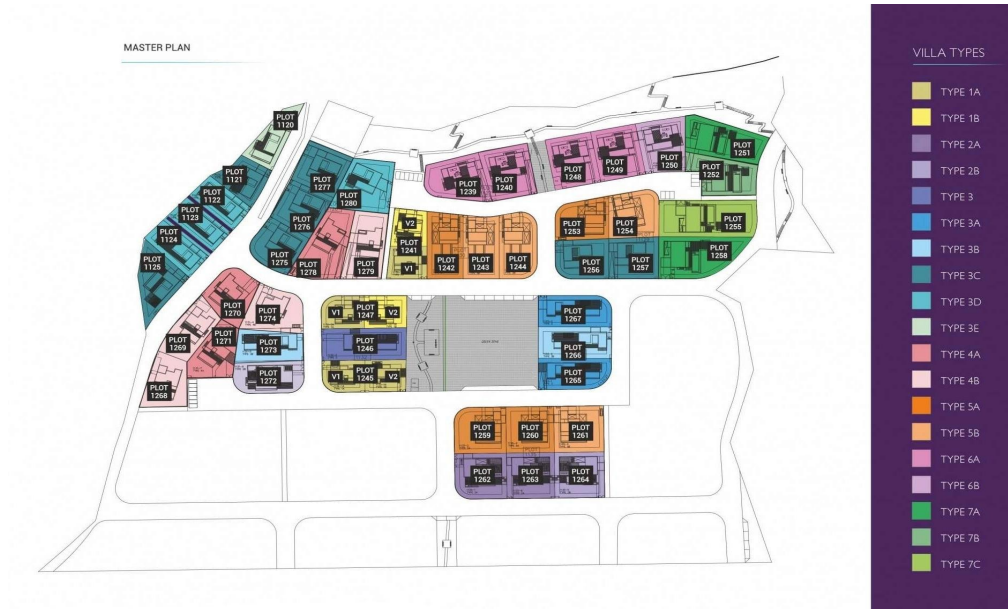 MASTER PLAN
PLOT
1120
PLOT
1121
PLOT
1122
PLOT
1123
PLOT
1124
PLOT
1125
PLOT
1277
PLOT
1280
PLOT
1276
PLOT
1275
PLOT
1278
PLOT
1279
V2
PLOT
1241
V1
PLOT
1242
PLOT
1243
PLOT
1244
PLOT
1239
PLOT
1240
PLOT
1248
PLOT
1249
PLOT
1250
PLOT
1251
PLOT
1252
PLOT
1253
PLOT
1254
PLOT
1255
PLOT
1256
PLOT
1257
PLOT
1258
PLOT
1270
PLOT
1274
PLOT
1269
PLOT
1271
PLOT
1273
PLOT
1272
PLOT
1268
V1
PLOT
1247
V2
PLOT
1246
V1
PLOT
1245
V2
PLOT
1267
PLOT
1266
PLOT
1265
PLOT
1259
PLOT
1260
PLOT
1261
PLOT
1262
PLOT
1263
PLOT
1264
VILLA TYPES
TYPE 1A
TYPE 1B
TYPE 2A
TYPE 2B
TYPE 3
TYPE 3A
TYPE 3B
TYPE 3C
TYPE 3D
TYPE 3E
TYPE 4A
TYPE 4B
TYPE 5A
TYPE 5B
TYPE 6A
TYPE 6B
TYPE 7A
TYPE 7B
TYPE 7C